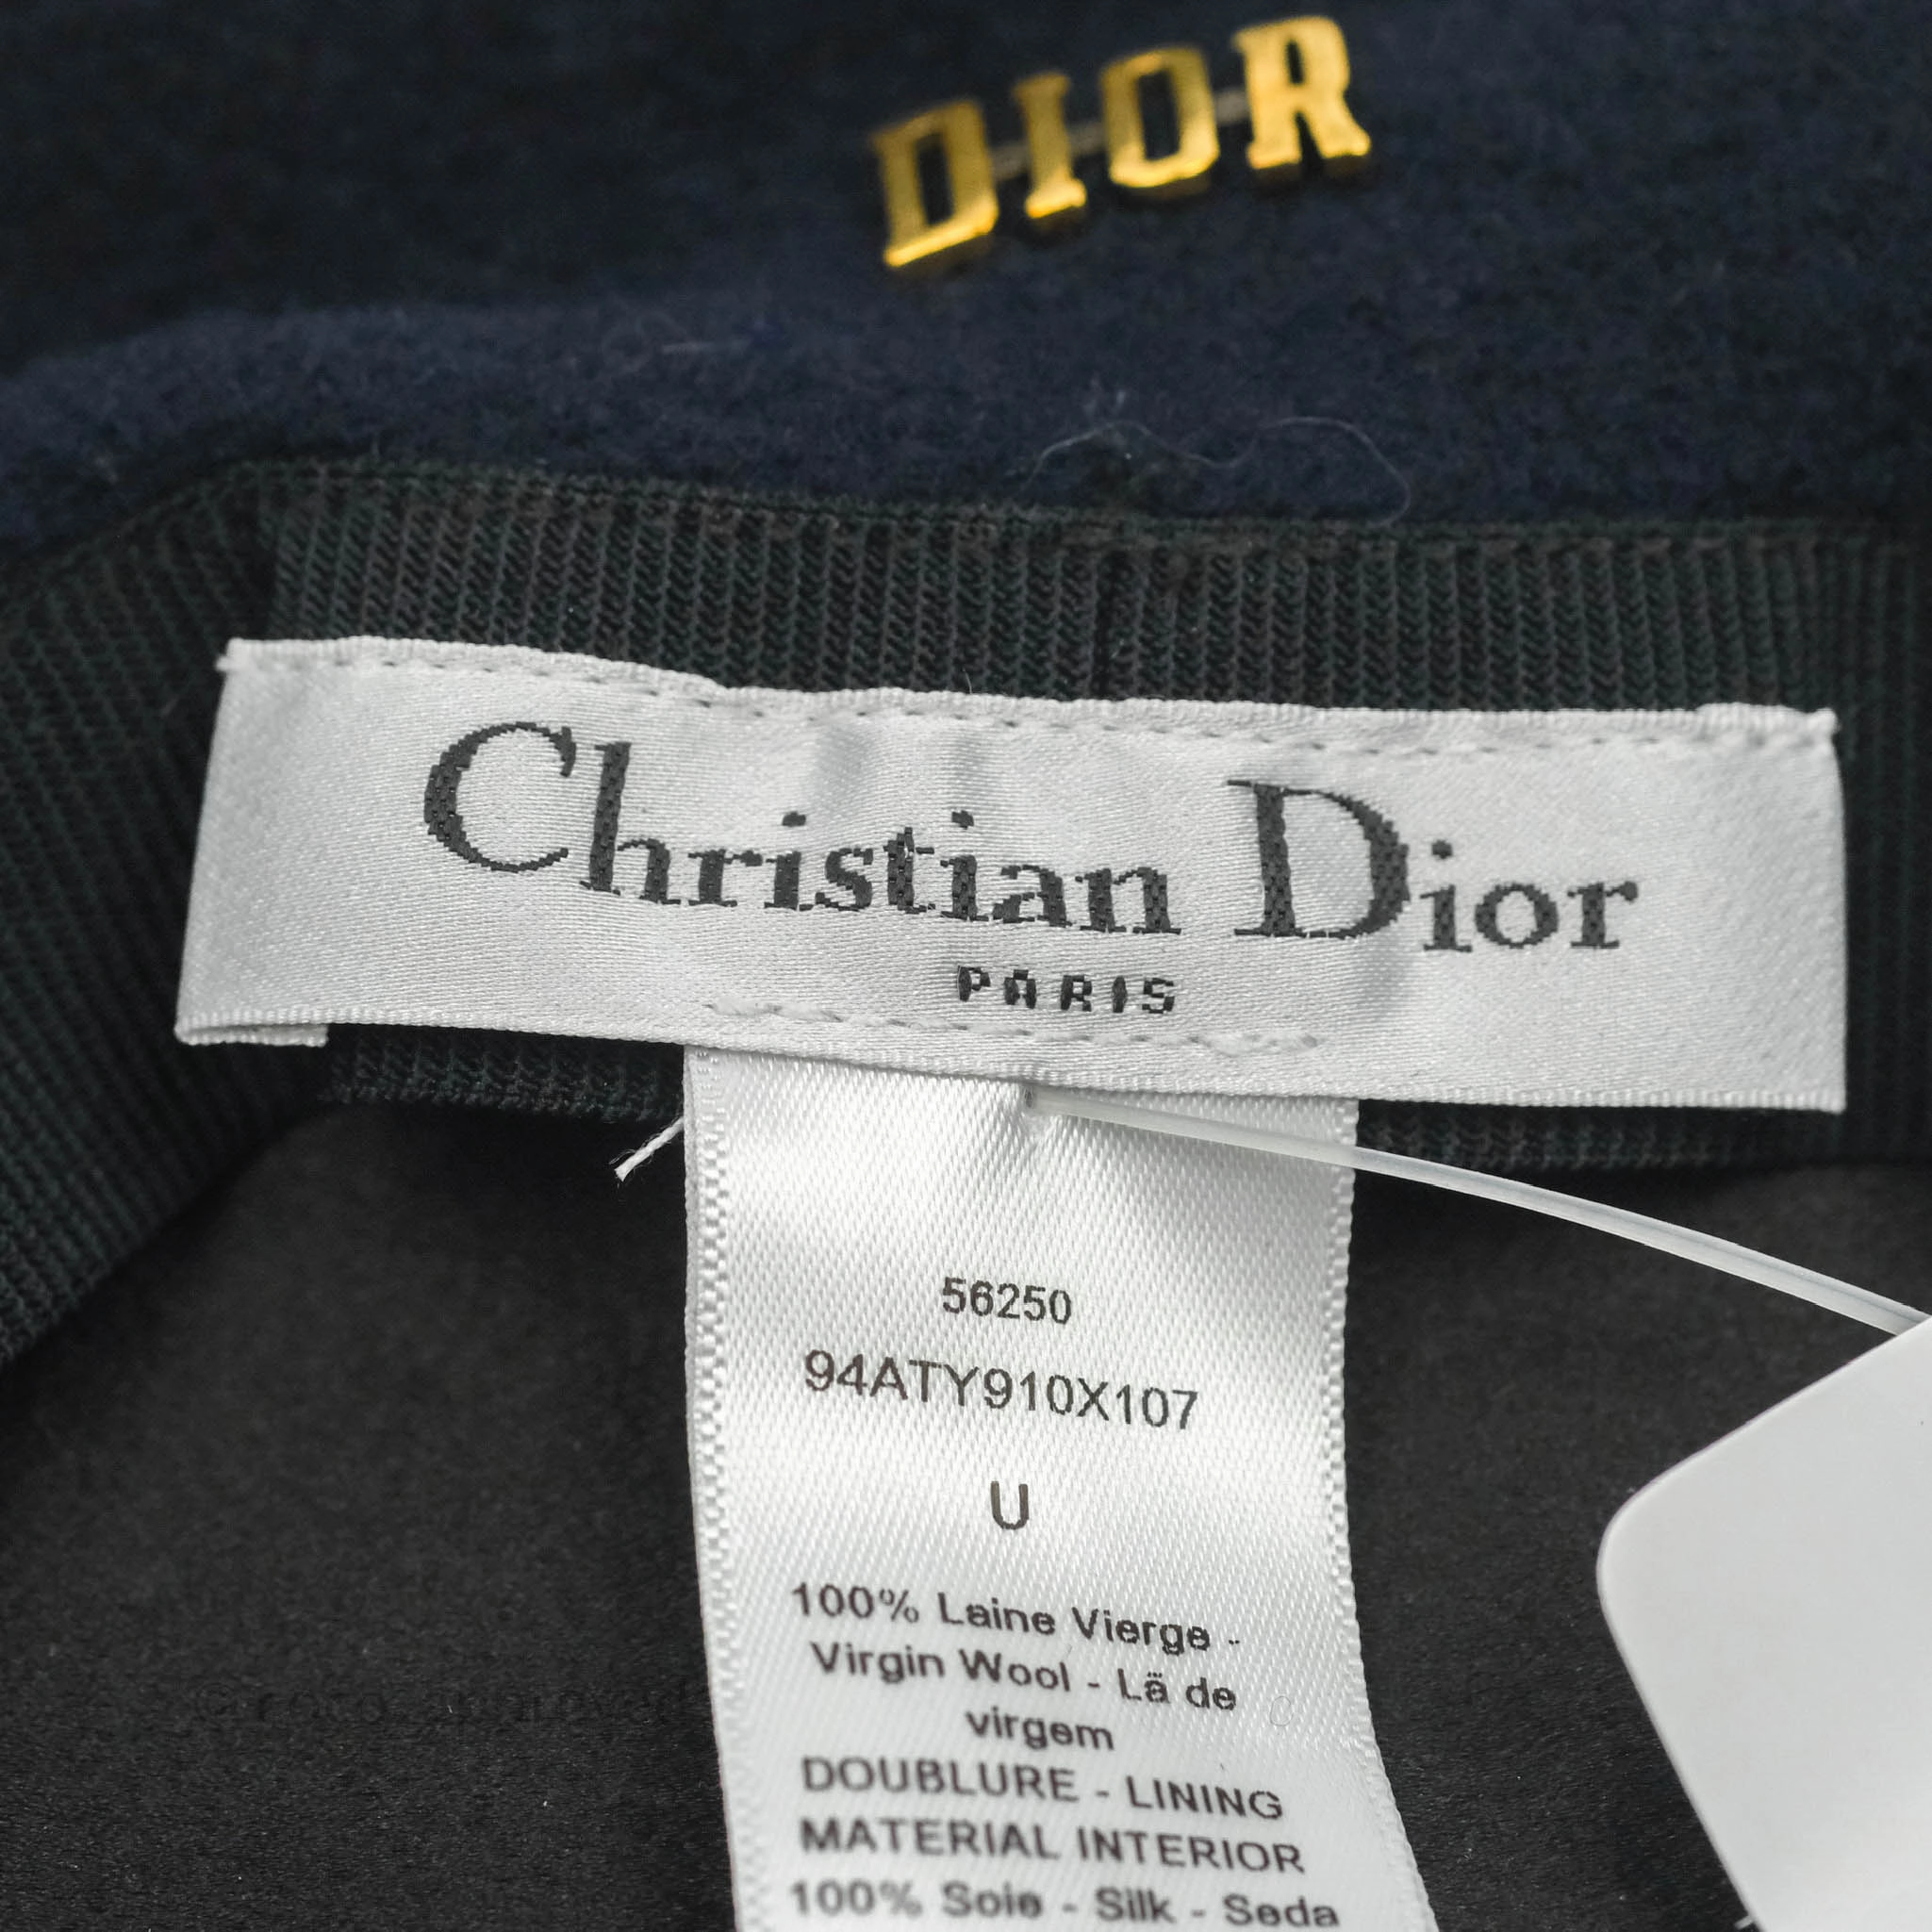 DIOR
Christian Dior
PARIS
56250
94ATY910X107
U
100% Laine Vierge -
Virgin Wool - Lã de
virgem
DOUBLURE - LINING
MATERIAL INTERIOR
100% Soie - Silk - Seda